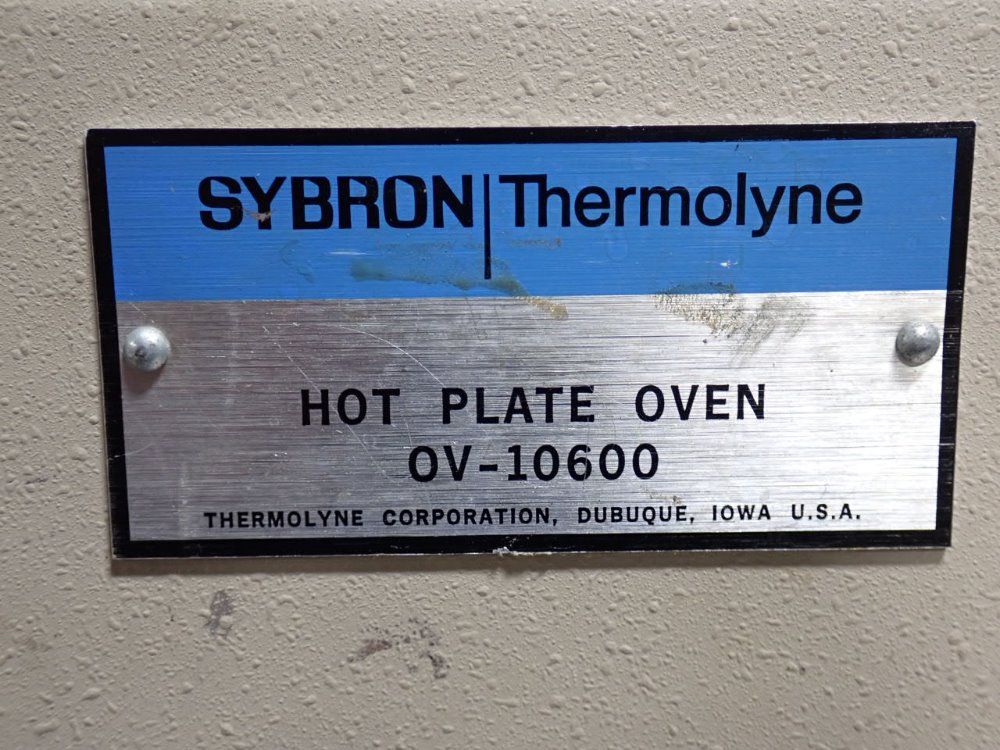 SYBRON|Thermolyne
HOT PLATE OVEN
OV-10600
THERMOLYNE CORPORATION, DUBUQUE, IOWA U.S.A.